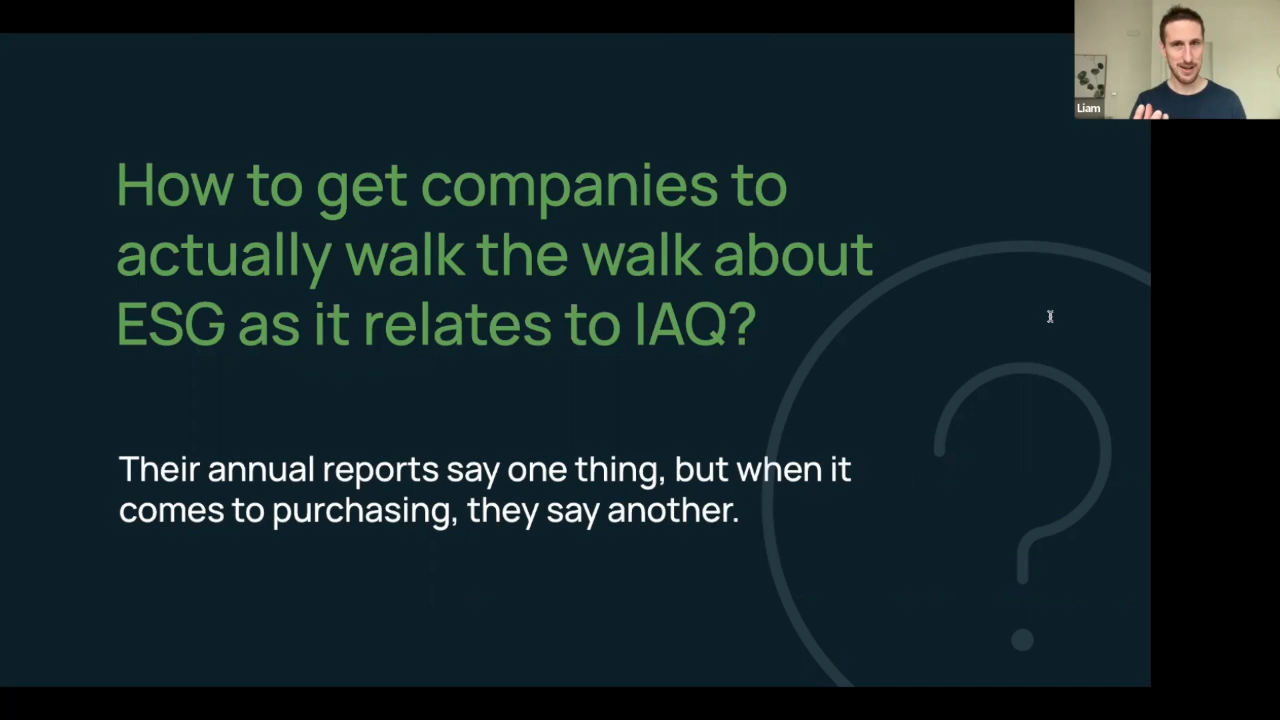 Liam
How to get companies to
actually walk the walk about
ESG as it relates to IAQ?
Their annual reports say one thing, but when it
comes to purchasing, they say another.